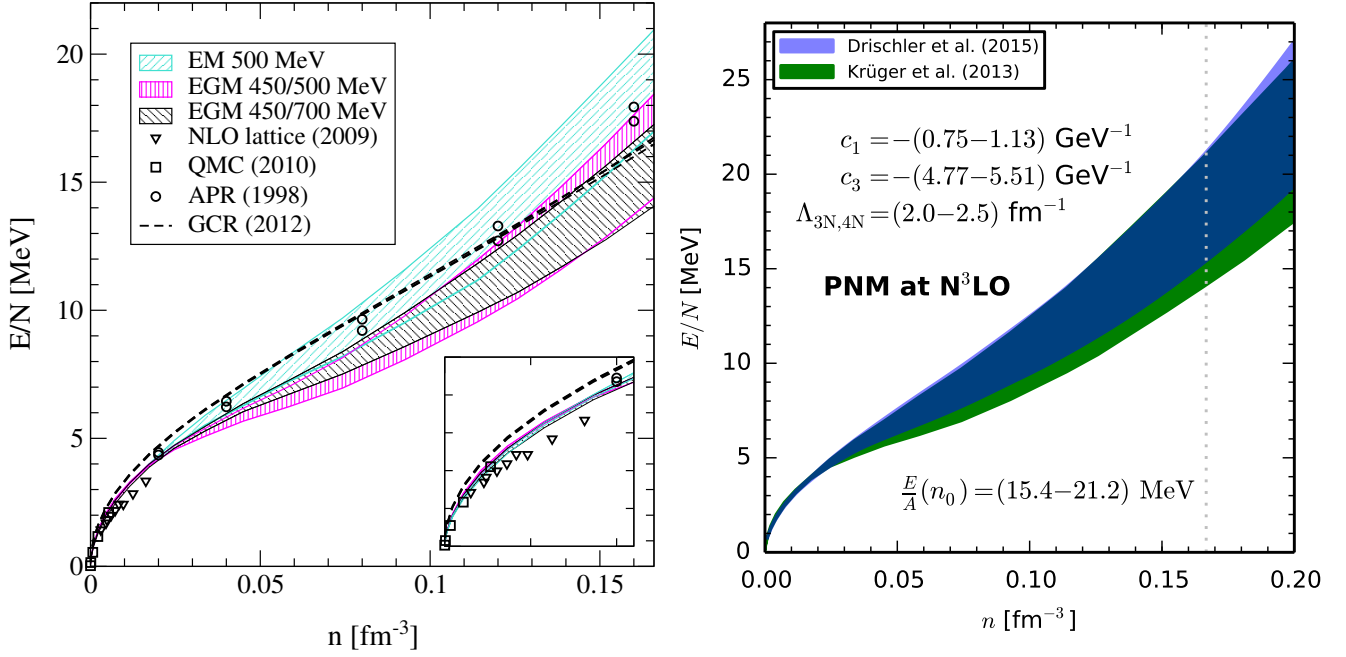 20
15
10
5
0
E/N [MeV]
EM 500 MeV
EGM 450/500 MeV
EGM 450/700 MeV
NLO lattice (2009)
QMC (2010)
APR (1998)
GCR (2012)
0
0.05
0.1
0.15
n [fm⁻³]
25
20
15
10
5
0
E/N [MeV]
Drischler et al. (2015)
Krüger et al. (2013)
c₁ =−(0.75−1.13) GeV⁻¹
c₃ =−(4.77−5.51) GeV⁻¹
Λ₃N,₄N =(2.0−2.5) fm⁻¹
PNM at N³LO
E/A (n₀) =(15.4−21.2) MeV
0.00
0.05
0.10
0.15
0.20
n [fm⁻³]